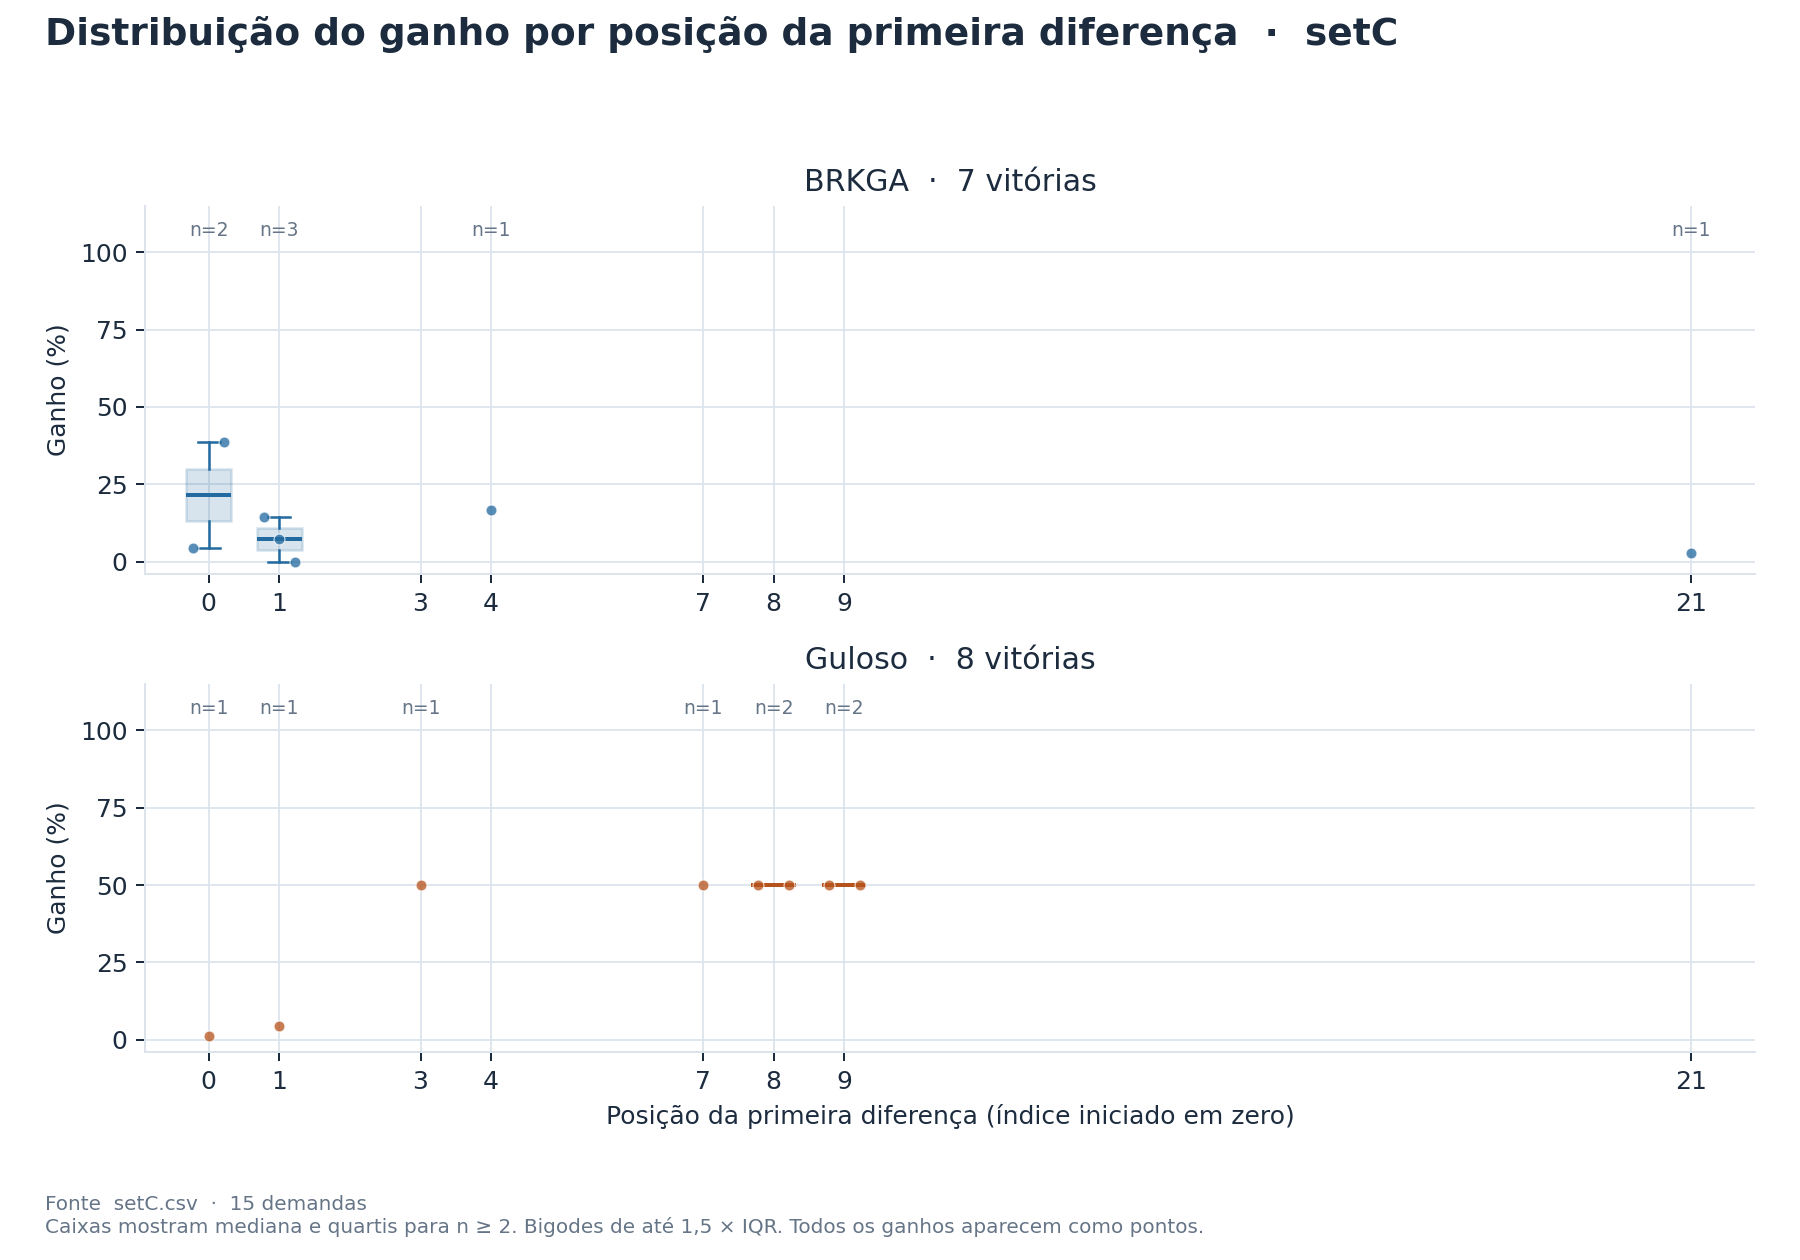 Distribuição do ganho por posição da primeira diferença · setC
BRKGA · 7 vitórias
n=2 n=3 n=1 n=1
100
75
50
25
0
Ganho (%)
0 1 3 4 7 8 9 21
Guloso · 8 vitórias
n=1 n=1 n=1 n=1 n=2 n=2
100
75
50
25
0
Ganho (%)
0 1 3 4 7 8 9 21
Posição da primeira diferença (índice iniciado em zero)
Fonte setC.csv · 15 demandas
Caixas mostram mediana e quartis para n ≥ 2. Bigodes de até 1,5 × IQR. Todos os ganhos aparecem como pontos.